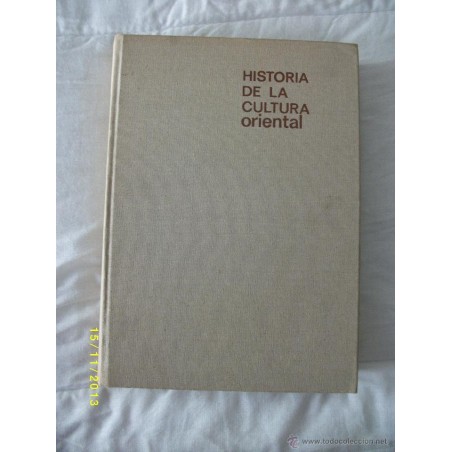 HISTORIA
DE LA
CULTURA
oriental
15/11/2013
www.todocoleccion.net